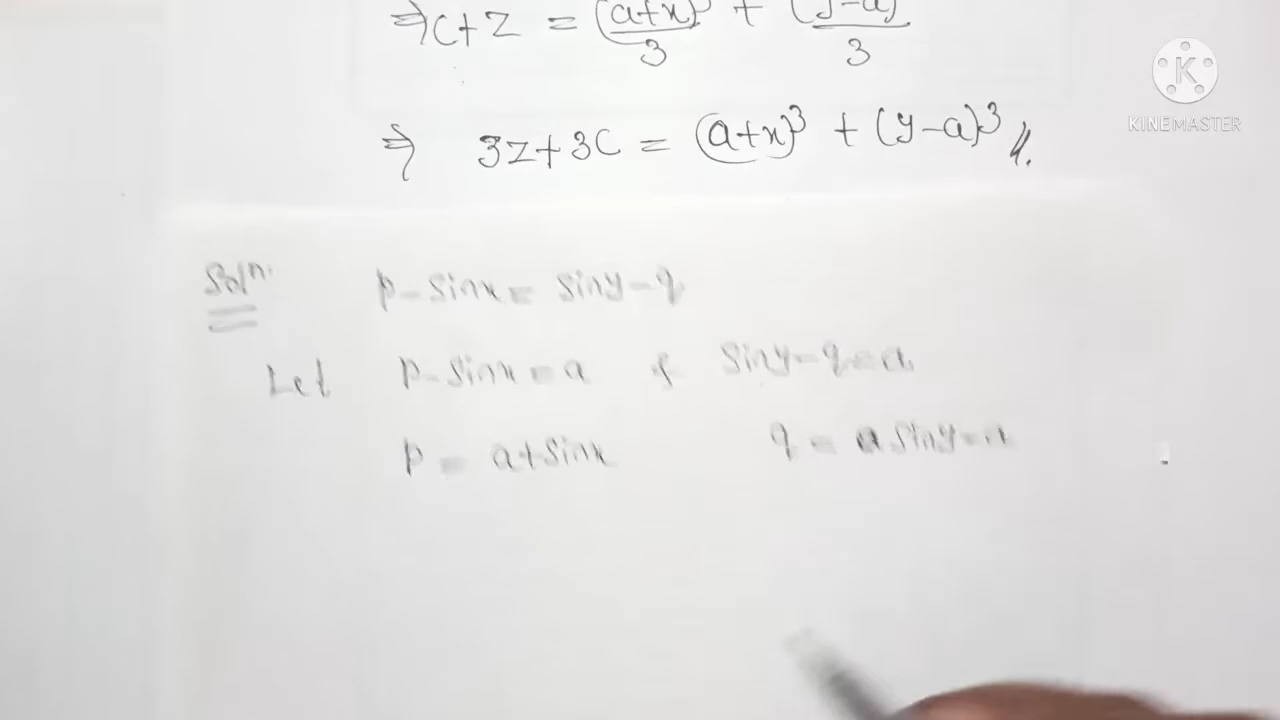 ⇒ C+Z = (a+x)³/3 + (y-a)³/3
⇒ 3z+3C = (a+x)³ + (y-a)³ //.
KINEMASTER
Solⁿ. p-sinx = siny-q
Let p-sinx = a & siny-q=a
p = a+sinx q = siny-a